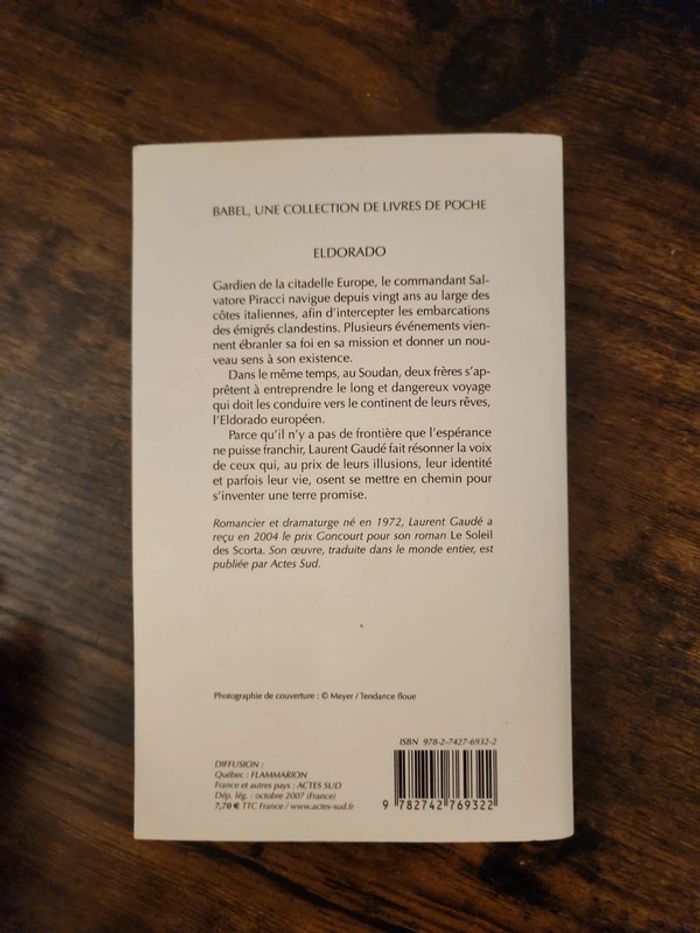 BABEL, UNE COLLECTION DE LIVRES DE POCHE
ELDORADO
Gardien de la citadelle Europe, le commandant Sal-
vatore Piracci navigue depuis vingt ans au large des
côtes italiennes, afin d'intercepter les embarcations
des émigrés clandestins. Plusieurs événements vien-
nent ébranler sa foi en sa mission et donner un nou-
veau sens à son existence.
Dans le même temps, au Soudan, deux frères s'ap-
prêtent à entreprendre le long et dangereux voyage
qui doit les conduire vers le continent de leurs rêves,
l'Eldorado européen.
Parce qu'il n'y a pas de frontière que l'espérance
ne puisse franchir, Laurent Gaudé fait résonner la voix
de ceux qui, au prix de leurs illusions, leur identité
et parfois leur vie, osent se mettre en chemin pour
s'inventer une terre promise.
Romancier et dramaturge né en 1972, Laurent Gaudé a
reçu en 2004 le prix Goncourt pour son roman Le Soleil
des Scorta. Son œuvre, traduite dans le monde entier, est
publiée par Actes Sud.
Photographie de couverture : © Meyer / Tendance floue
ISBN 978-2-7427-6932-2
DIFFUSION :
Québec : FLAMMARION
France et autres pays : ACTES SUD
Dép. lég. : octobre 2007 (France)
7,70 € TTC France / www.actes-sud.fr
9 782742 769322